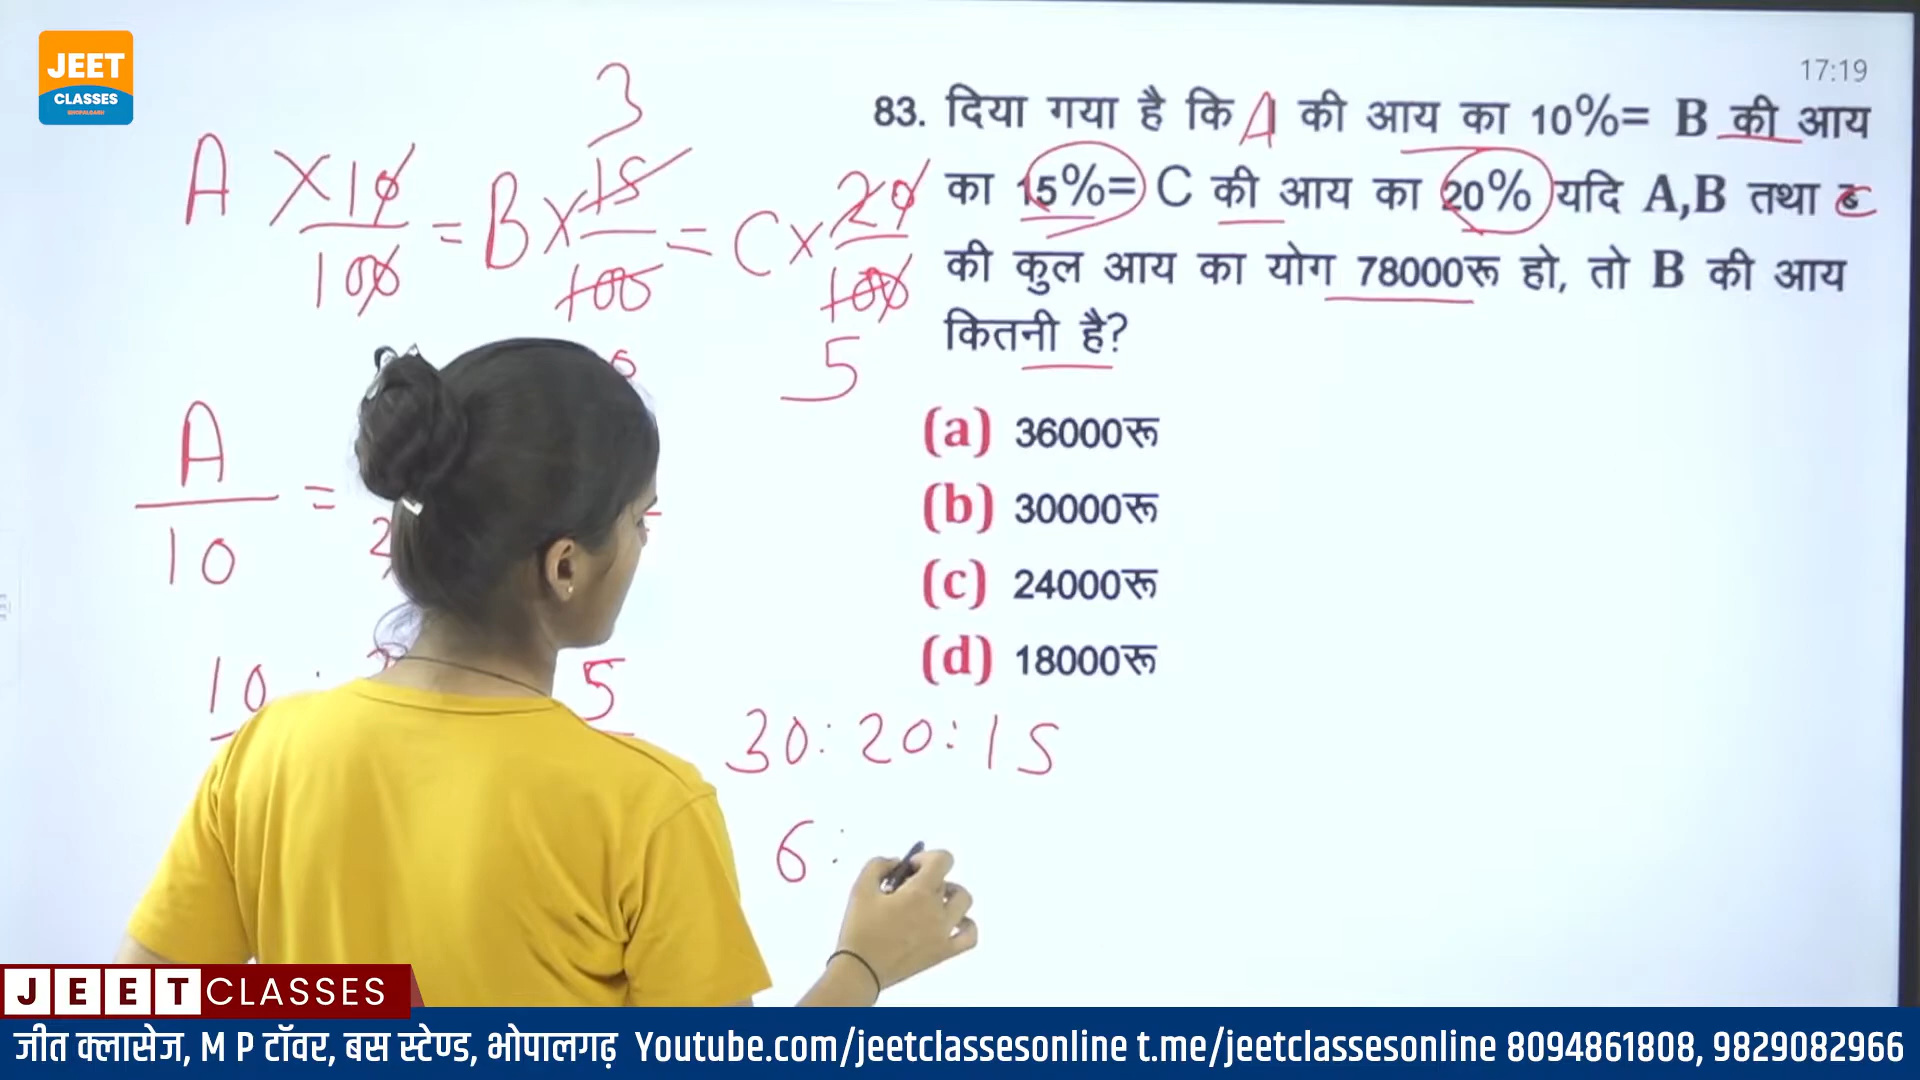 JEET
CLASSES
17:19
83. दिया गया है कि A की आय का 10%= B की आय
का 15%= C की आय का 20% यदि A,B तथा C
की कुल आय का योग 78000रू हो, तो B की आय
कितनी है?
(a) 36000रू
(b) 30000रू
(c) 24000रू
(d) 18000रू
3
A × 10/100 = B × 15/100 = C × 20/100
5
A/10 =
10 : 5
30:20:15
6:
JEET CLASSES
जीत क्लासेज, M P टॉवर, बस स्टेण्ड, भोपालगढ़ Youtube.com/jeetclassesonline t.me/jeetclassesonline 8094861808, 9829082966